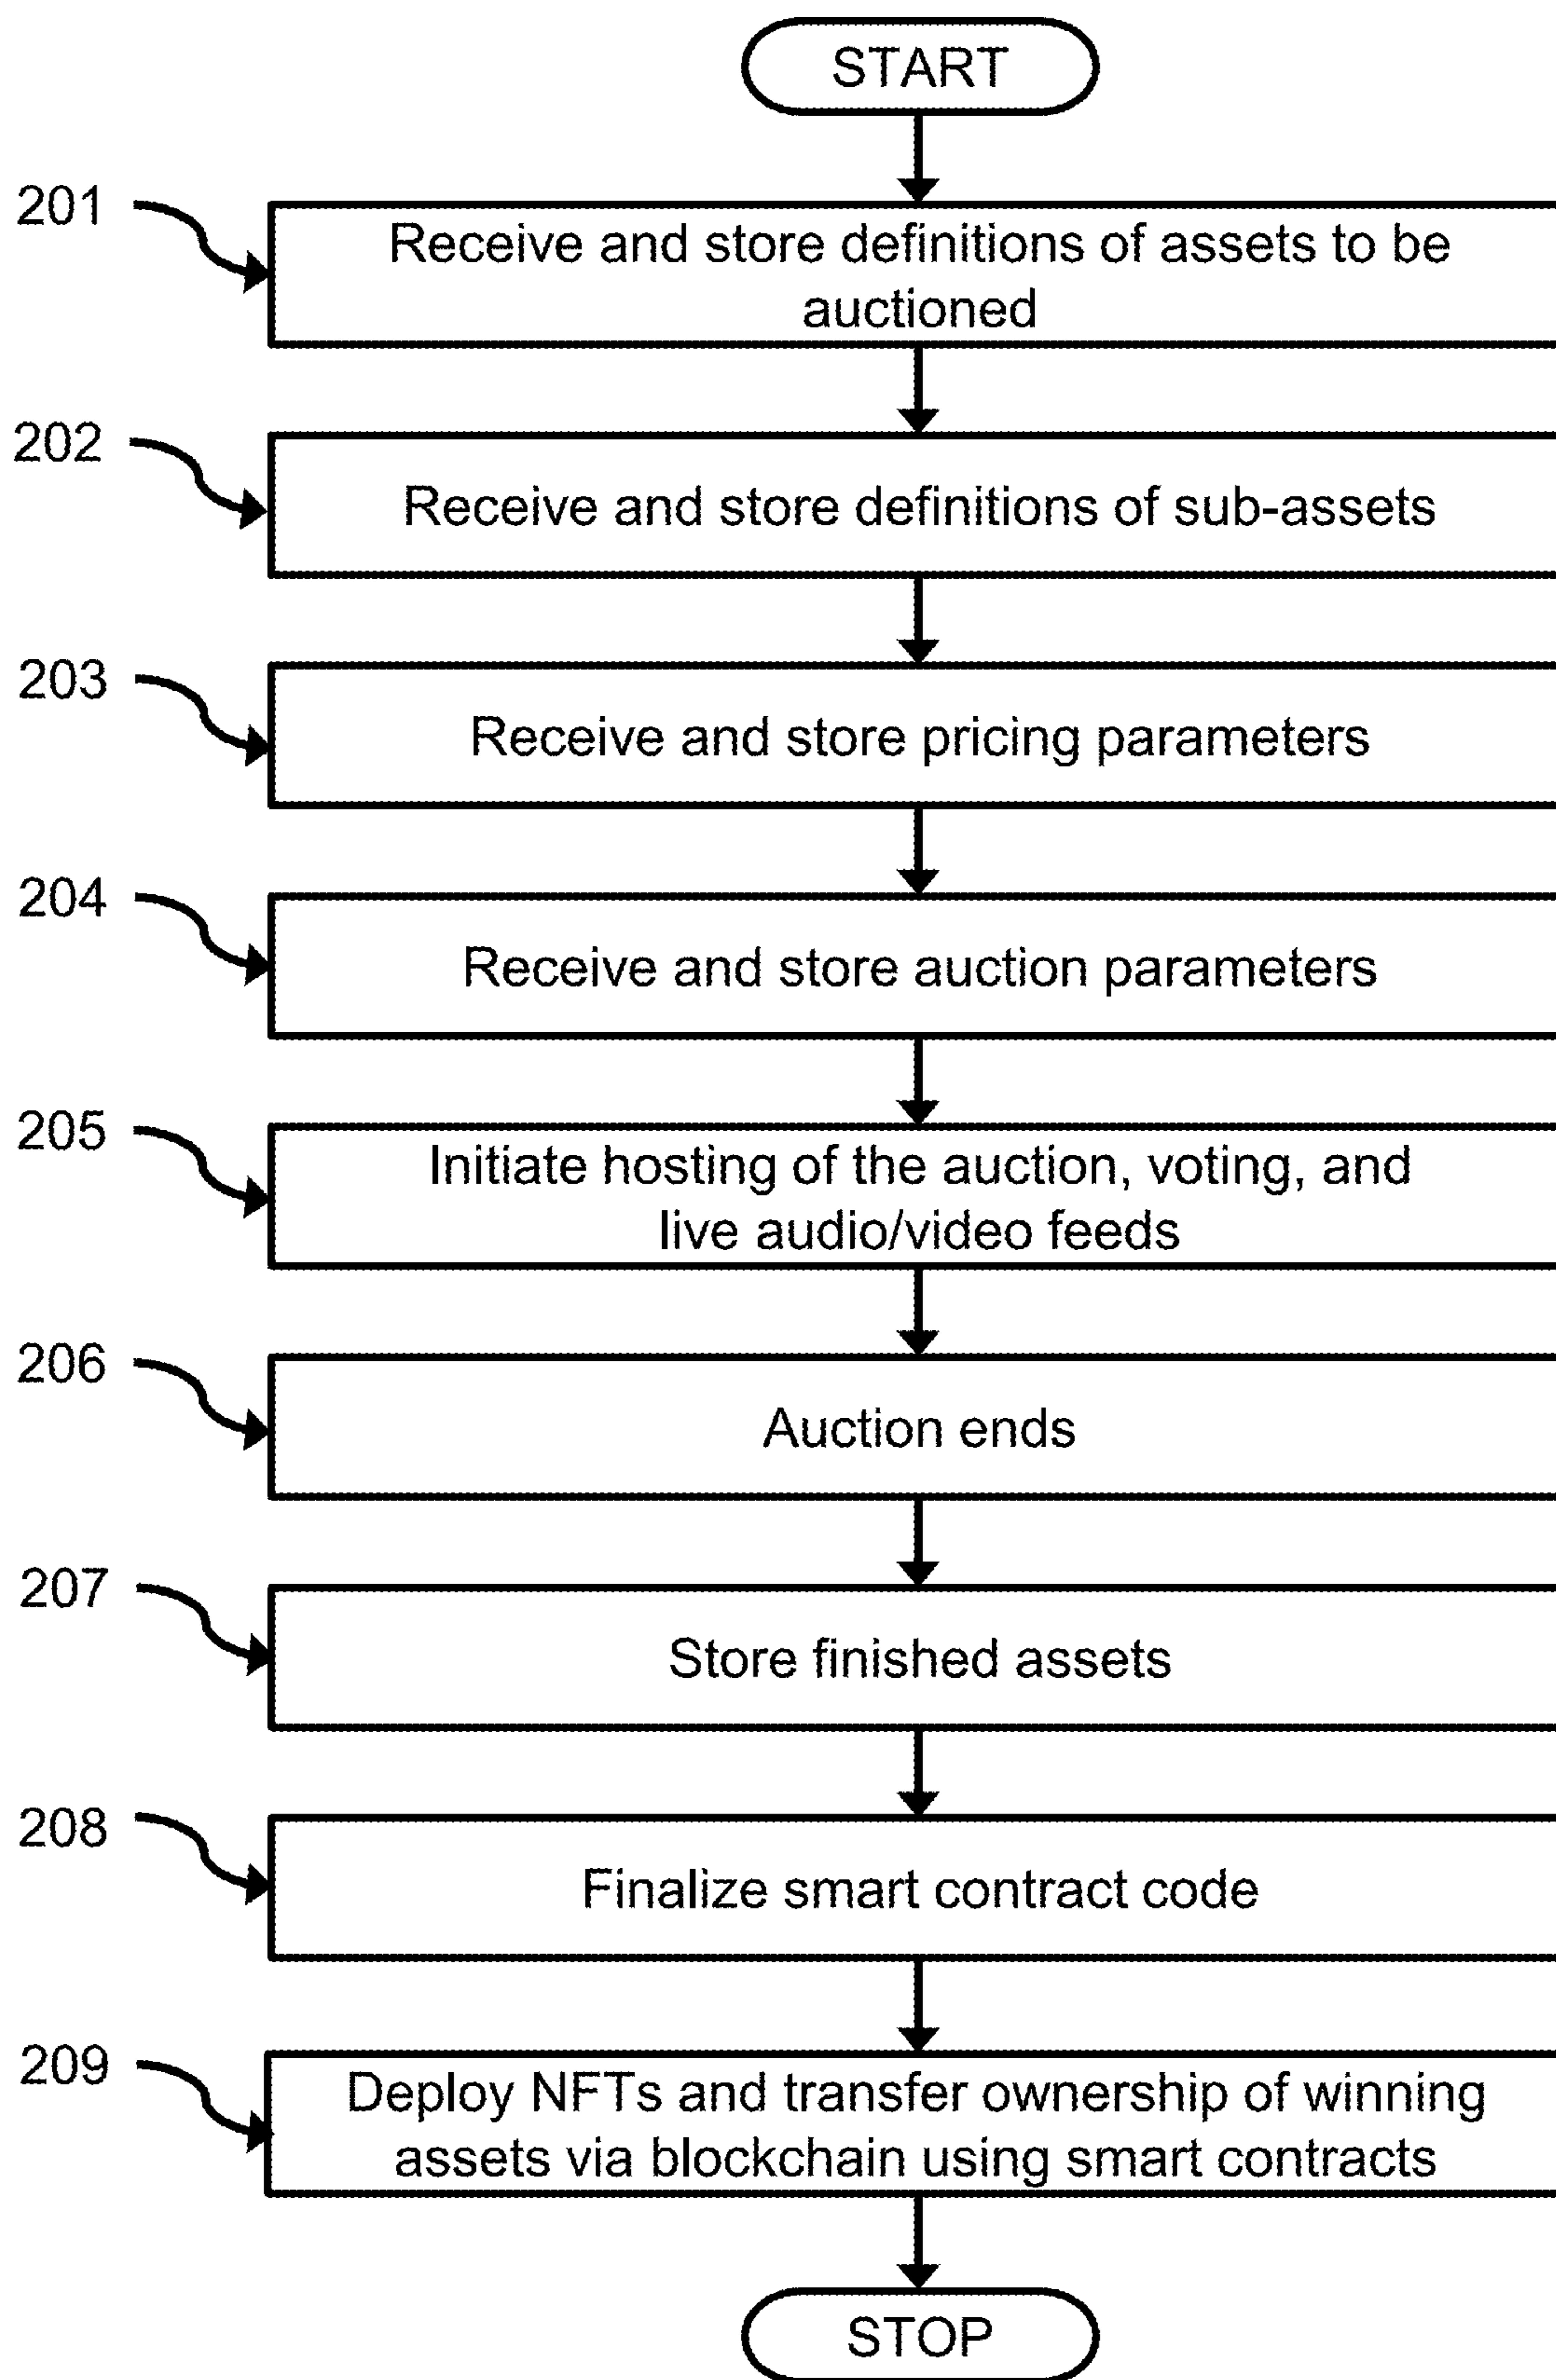 START
201
Receive and store definitions of assets to be
auctioned
202
Receive and store definitions of sub-assets
203
Receive and store pricing parameters
204
Receive and store auction parameters
205
Initiate hosting of the auction, voting, and
live audio/video feeds
206
Auction ends
207
Store finished assets
208
Finalize smart contract code
209
Deploy NFTs and transfer ownership of winning
assets via blockchain using smart contracts
STOP